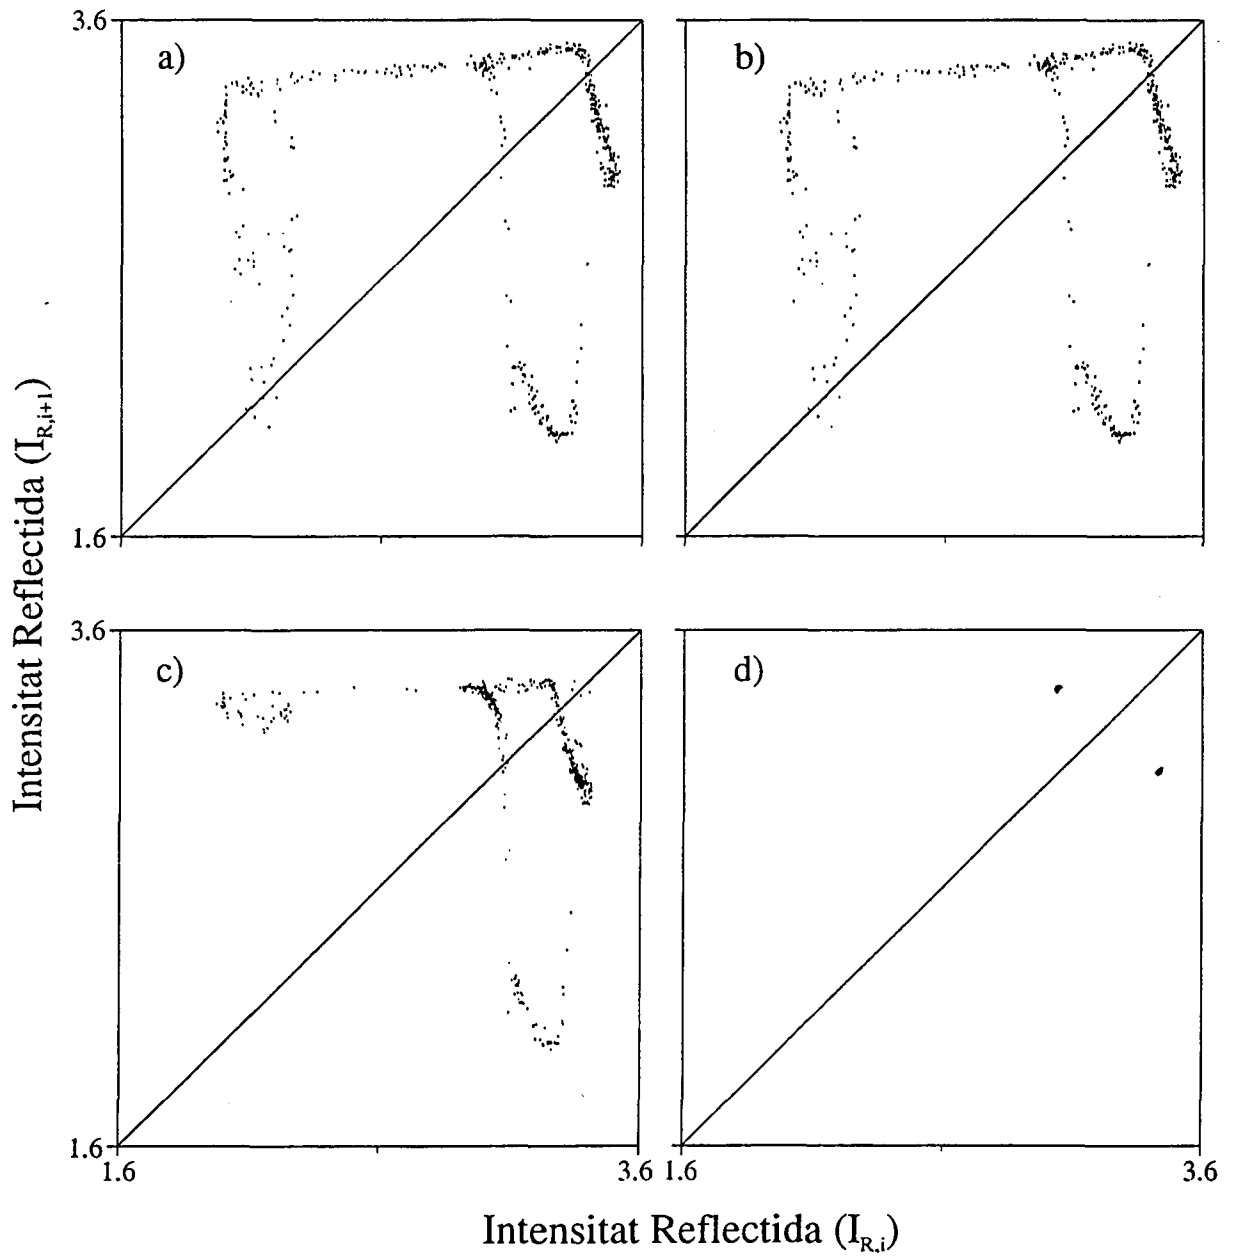 3.6
a)
b)
1.6
Intensitat Reflectida (I_{R,i+1})
3.6
c)
d)
1.6
1.6
3.6
1.6
3.6
Intensitat Reflectida (I_{R,i})